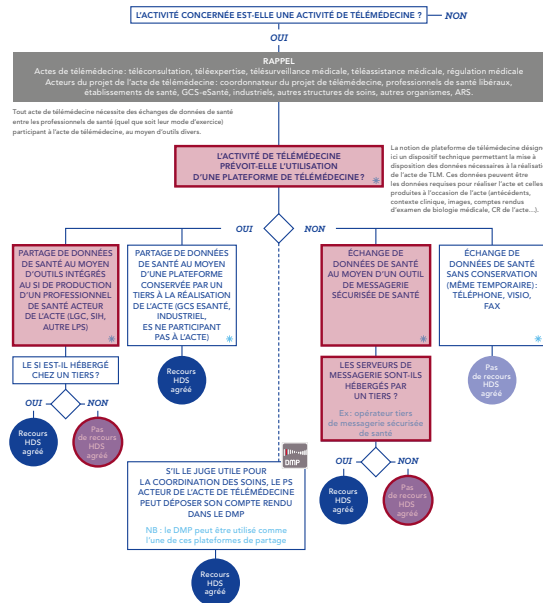 L'ACTIVITÉ CONCERNÉE EST-ELLE UNE ACTIVITÉ DE TÉLÉMEDECINE ?
NON
OUI
RAPPEL
Actes de télémedecine : téléconsultation, téléexpertise, télésurveillance médicale, téléassistance médicale, régulation médicale
Acteurs du projet de l'acte de télémedecine : coordonnateur du projet de télémedecine, professionnels de santé libéraux,
établissements de santé, GCS-eSanté, industriels, autres structures de soins, autres organismes, ARS.
Tout acte de télémedecine nécessite des échanges de données de santé
entre les professionnels de santé (quel que soit leur mode d'exercice)
participant à l'acte de télémedecine, au moyen d'outils divers.
L'ACTIVITÉ DE TÉLÉMEDECINE
PRÉVOIT-ELLE L'UTILISATION
D'UNE PLATEFORME DE TÉLÉMEDECINE ?
*
La notion de plateforme de télémedecine désigne
ici un dispositif technique permettant la mise à
disposition des données nécessaires à la réalisation
de l'acte de TLM. Ces données peuvent être
les données requises pour réaliser l'acte et celles
produites à l'occasion de l'acte (antécédents,
contexte clinique, images, comptes rendus
d'examen de biologie médicale, CR de l'acte...).
OUI
NON
PARTAGE DE DONNÉES
DE SANTÉ AU MOYEN
D'OUTILS INTÉGRÉS
AU SI DE PRODUCTION
D'UN PROFESSIONNEL
DE SANTÉ ACTEUR
DE L'ACTE (LGC, SIH,
AUTRE LPS)
*
PARTAGE DE DONNÉES
DE SANTÉ AU MOYEN
D'UNE PLATEFORME
CONSERVÉE PAR UN
TIERS À LA RÉALISATION
DE L'ACTE (GCS ESANTÉ,
INDUSTRIEL,
ES NE PARTICIPANT
PAS À L'ACTE)
*
ÉCHANGE DE
DONNÉES DE SANTÉ
AU MOYEN D'UN OUTIL
DE MESSAGERIE
SÉCURISÉE DE SANTÉ
*
ÉCHANGE DE
DONNÉES DE SANTÉ
SANS CONSERVATION
(MÊME TEMPORAIRE) :
TÉLÉPHONE, VISIO,
FAX
*
LE SI EST-IL HÉBERGÉ
CHEZ UN TIERS ?
OUI
NON
Recours
HDS
agréé
Pas
de recours
HDS
agréé
Recours
HDS
agréé
LES SERVEURS DE
MESSAGERIE SONT-ILS
HÉBERGÉS PAR
UN TIERS ?
Ex : opérateur tiers
de messagerie sécurisée
de santé
OUI
NON
Recours
HDS
agréé
Pas
de recours
HDS
agréé
Pas
de recours
HDS
agréé
DMP
S'IL LE JUGE UTILE POUR
LA COORDINATION DES SOINS, LE PS
ACTEUR DE L'ACTE DE TÉLÉMEDECINE
PEUT DÉPOSER SON COMPTE RENDU
DANS LE DMP
NB : le DMP peut être utilisé comme
l'une de ces plateformes de partage
Recours
HDS
agréé